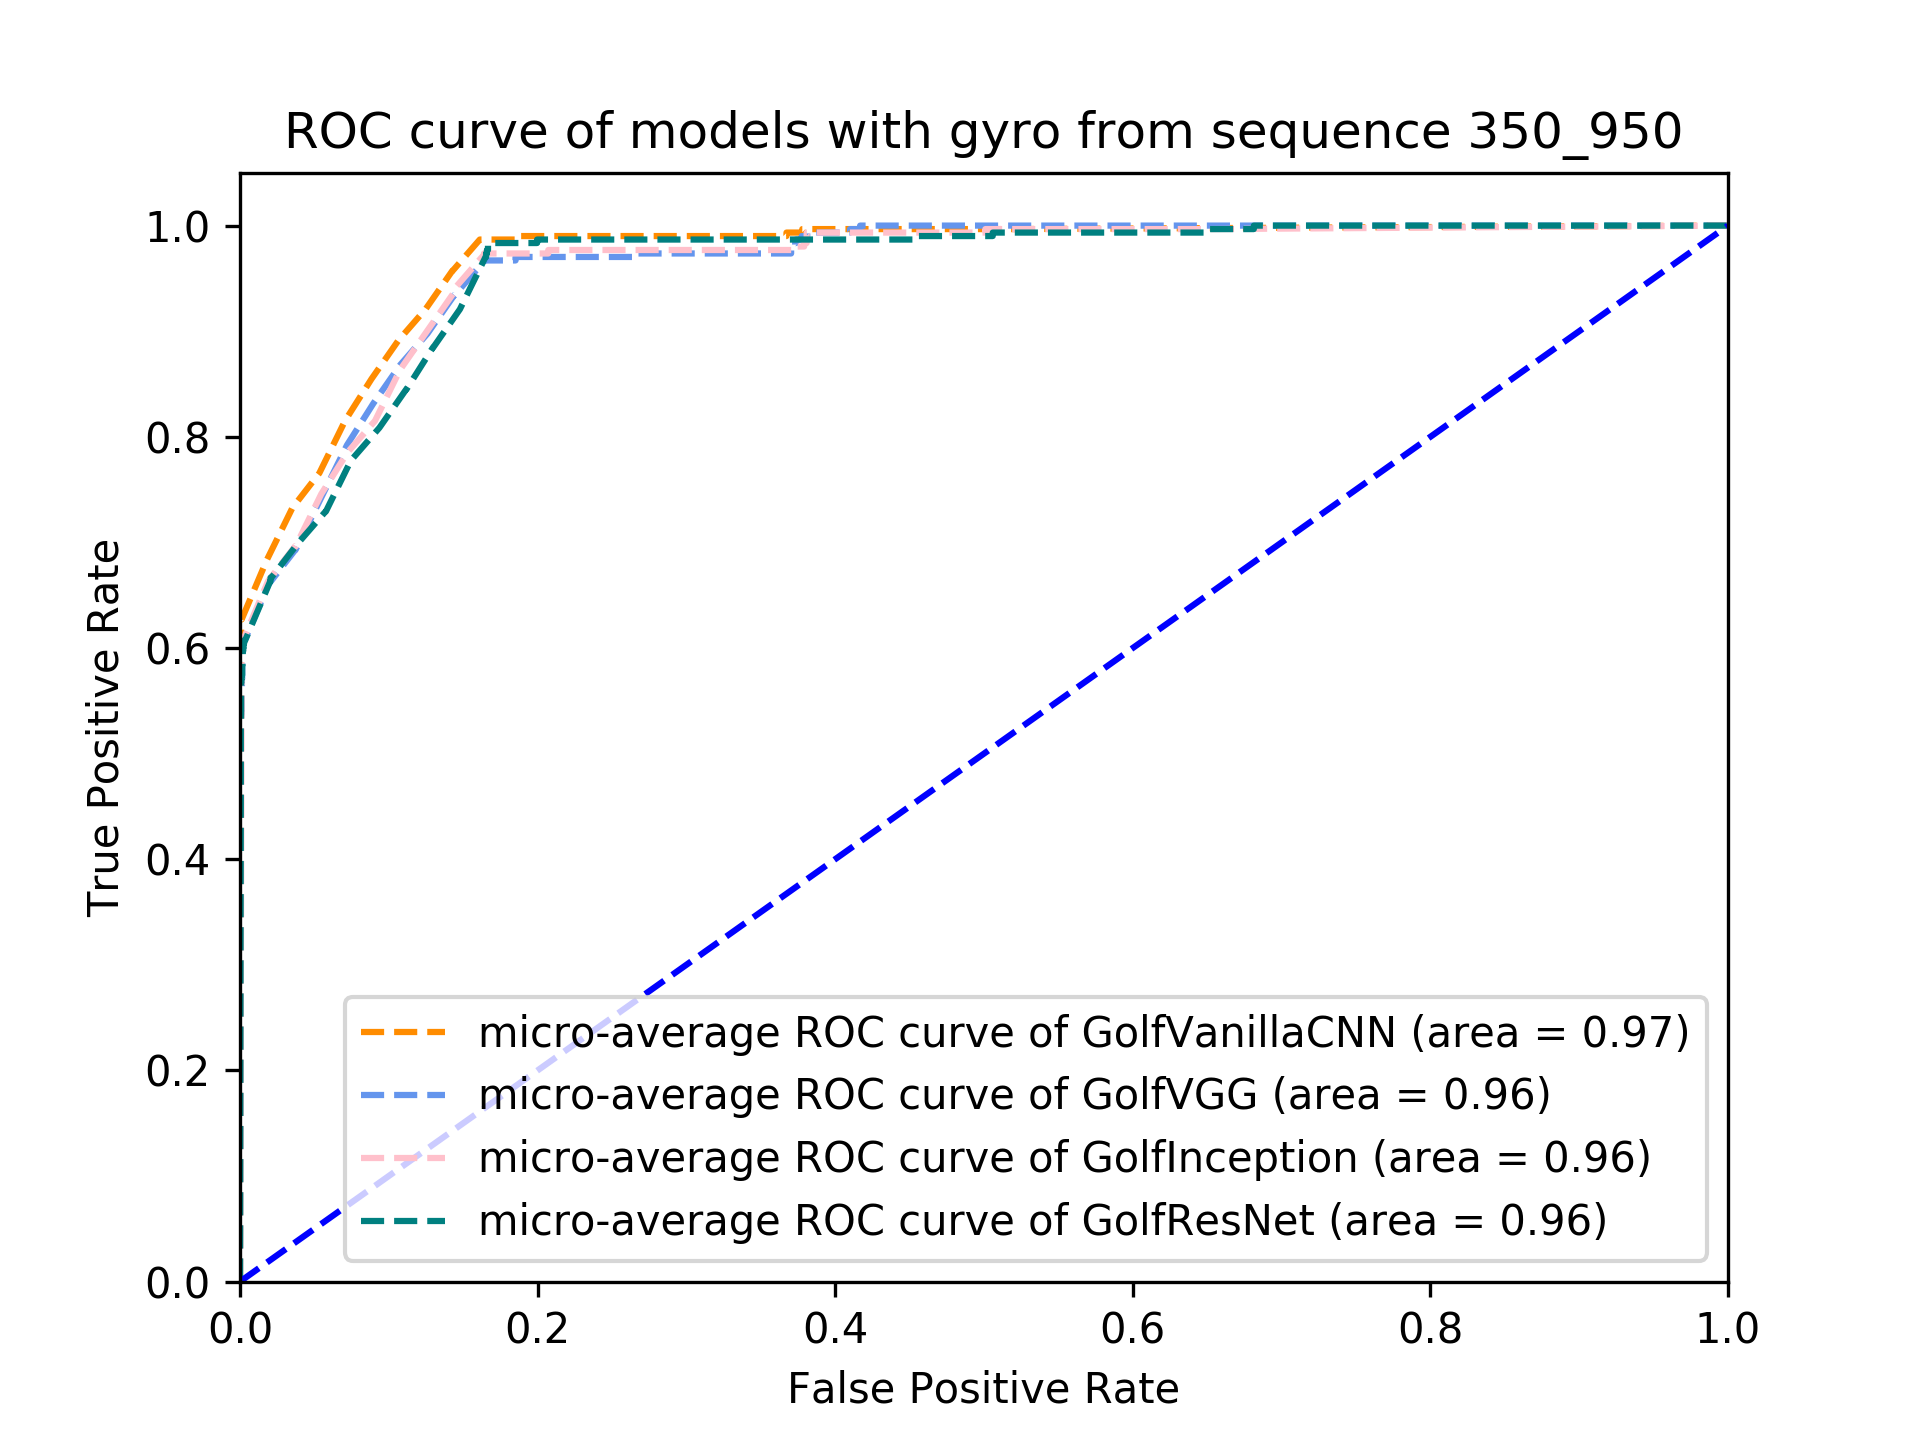 ROC curve of models with gyro from sequence 350_950
1.0
0.8
0.6
0.4
0.2
0.0
True Positive Rate
micro-average ROC curve of GolfVanillaCNN (area = 0.97)
micro-average ROC curve of GolfVGG (area = 0.96)
micro-average ROC curve of GolfInception (area = 0.96)
micro-average ROC curve of GolfResNet (area = 0.96)
0.0 0.2 0.4 0.6 0.8 1.0
False Positive Rate